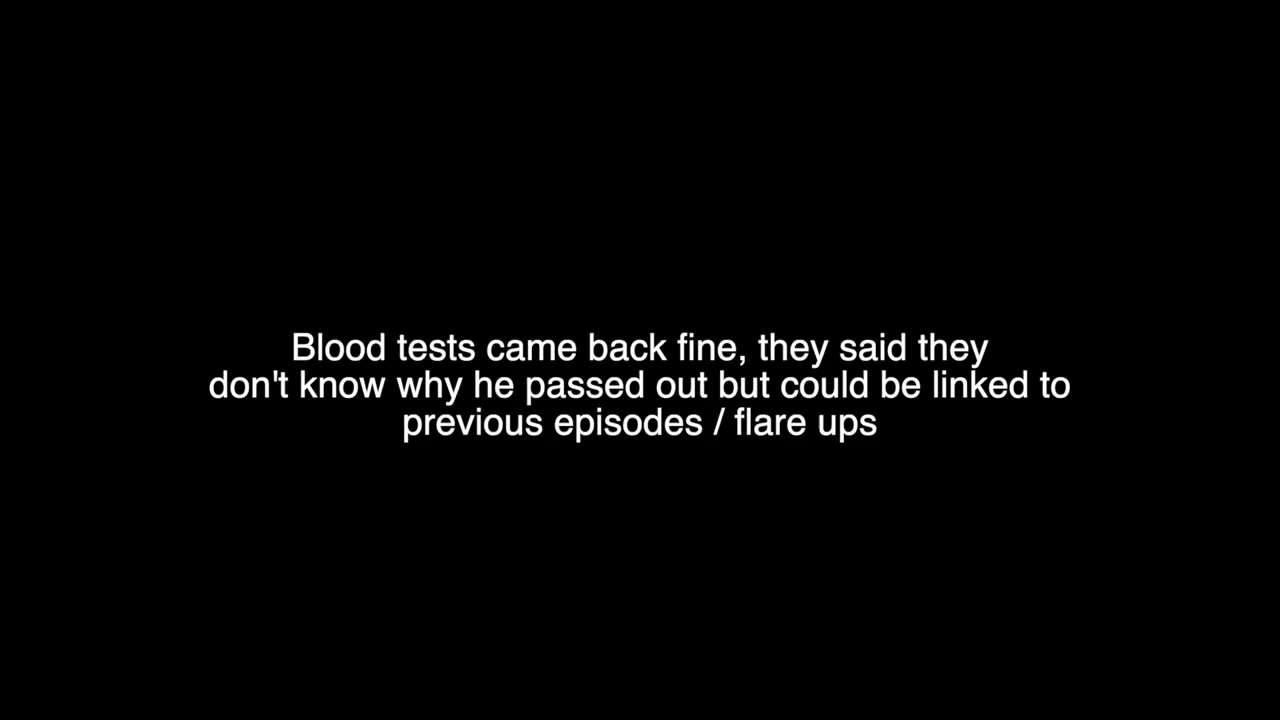 Blood tests came back fine, they said they
don't know why he passed out but could be linked to
previous episodes / flare ups